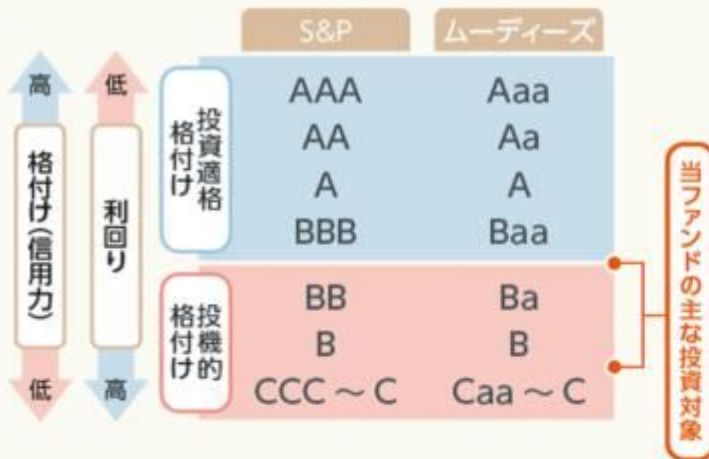 S&P
ムーディーズ
高
格付け(信用力)
低
低
利回り
高
投資適格
格付け
AAA
Aaa
AA
Aa
A
A
BBB
Baa
投機的
格付け
BB
Ba
B
B
CCC ～ C
Caa ～ C
当ファンドの主な投資対象